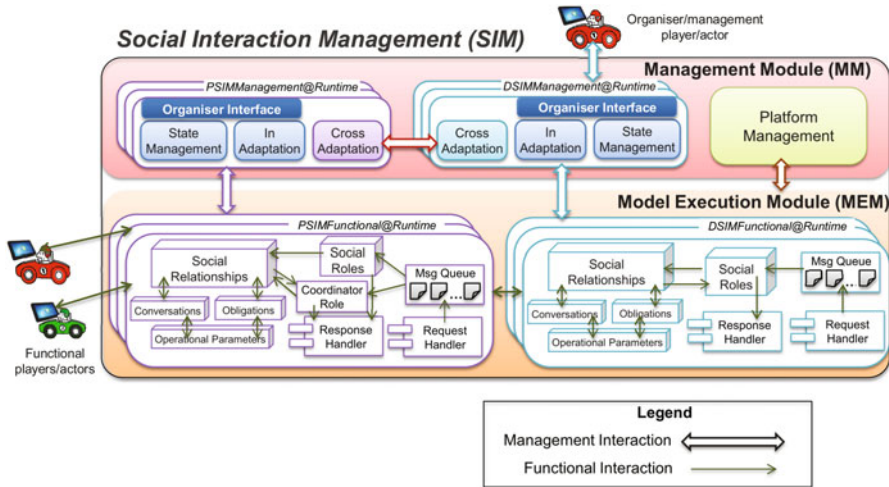 Social Interaction Management (SIM)
Organiser/management
player/actor
Management Module (MM)
PSIMManagement@Runtime
Organiser Interface
State
Management
In
Adaptation
Cross
Adaptation
DSIMManagement@Runtime
Organiser Interface
Cross
Adaptation
In
Adaptation
State
Management
Platform
Management
Model Execution Module (MEM)
PSIMFunctional@Runtime
Social
Relationships
Social
Roles
Msg Queue
...
Coordinator
Role
Conversations
Obligations
Operational Parameters
Response
Handler
Request
Handler
DSIMFunctional@Runtime
Social
Relationships
Social
Roles
Msg Queue
...
Conversations
Obligations
Operational Parameters
Response
Handler
Request
Handler
Functional
players/actors
Legend
Management Interaction
Functional Interaction